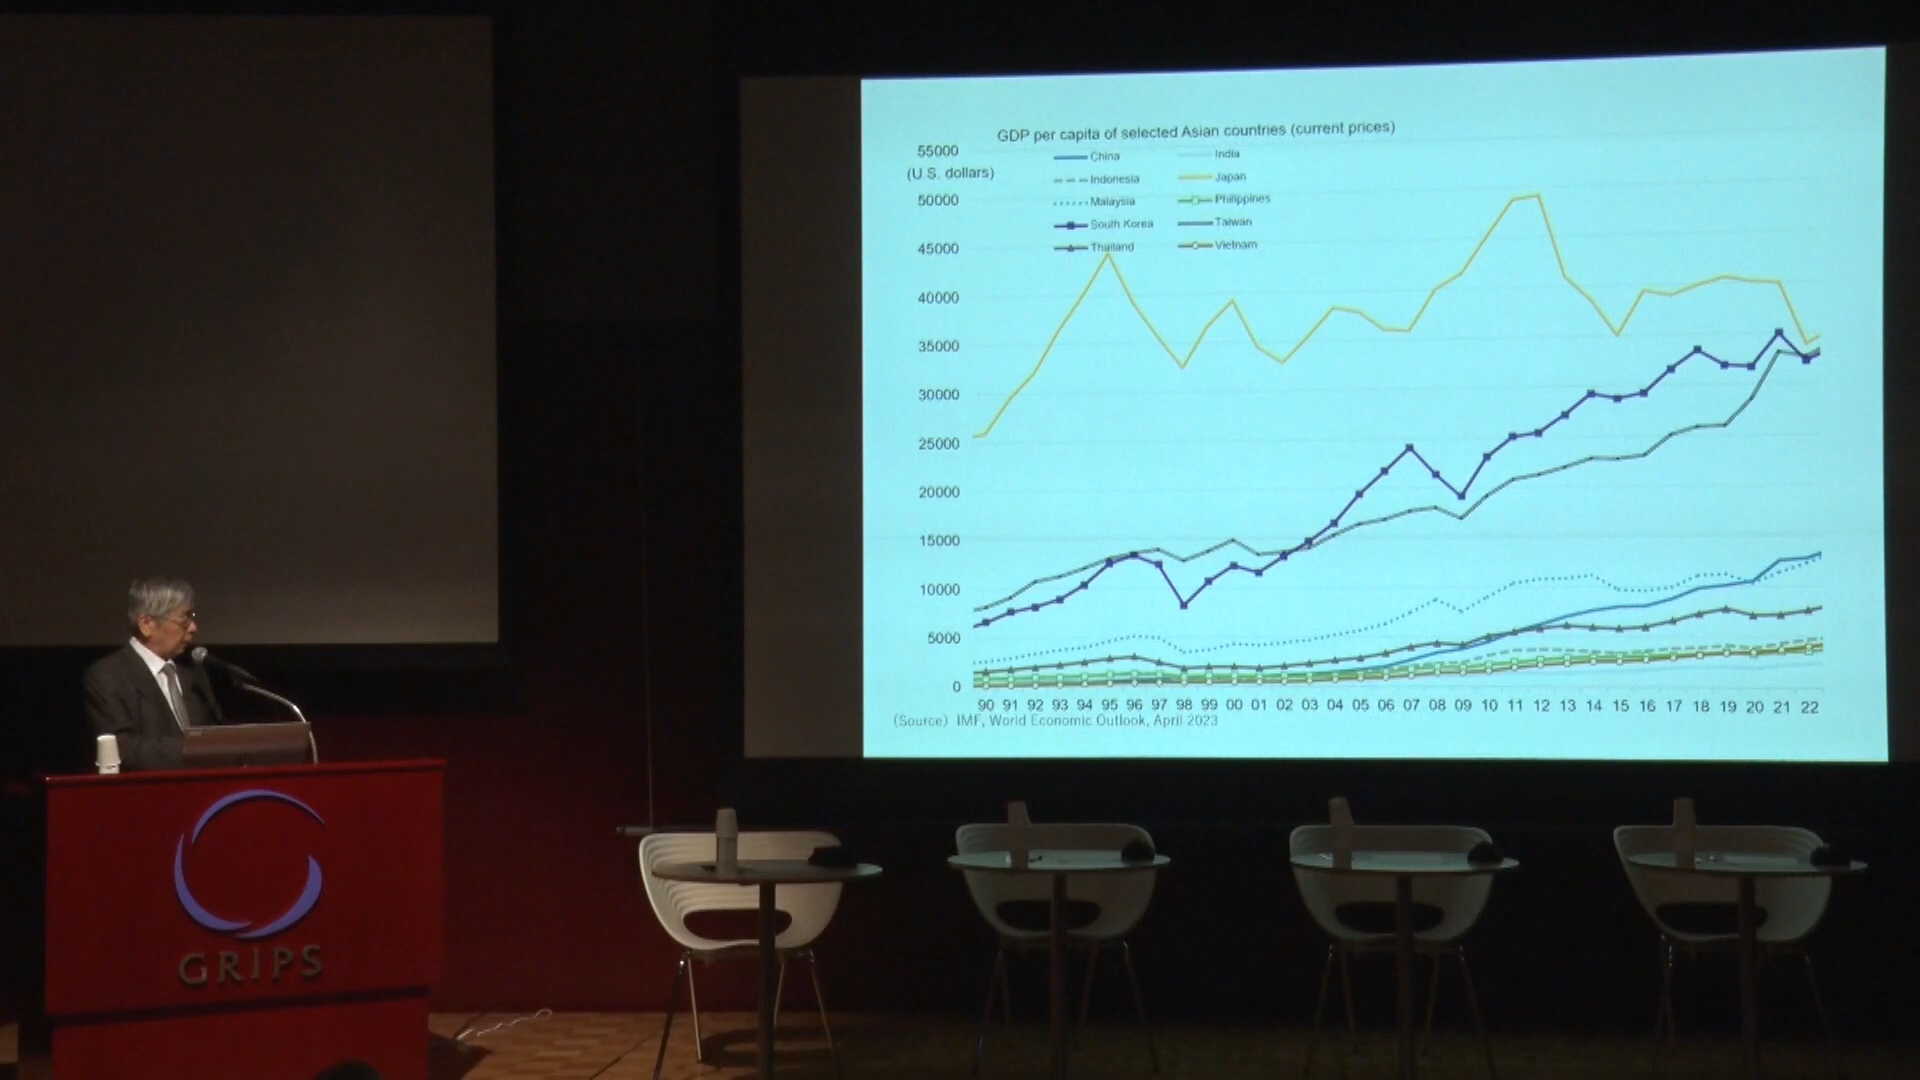 GDP per capita of selected Asian countries (current prices)
55000
(U.S. dollars)
China
India
Indonesia
Japan
Malaysia
Philippines
South Korea
Taiwan
Thailand
Vietnam
50000
45000
40000
35000
30000
25000
20000
15000
10000
5000
0
90 91 92 93 94 95 96 97 98 99 00 01 02 03 04 05 06 07 08 09 10 11 12 13 14 15 16 17 18 19 20 21 22
(Source) IMF, World Economic Outlook, April 2023
GRIPS